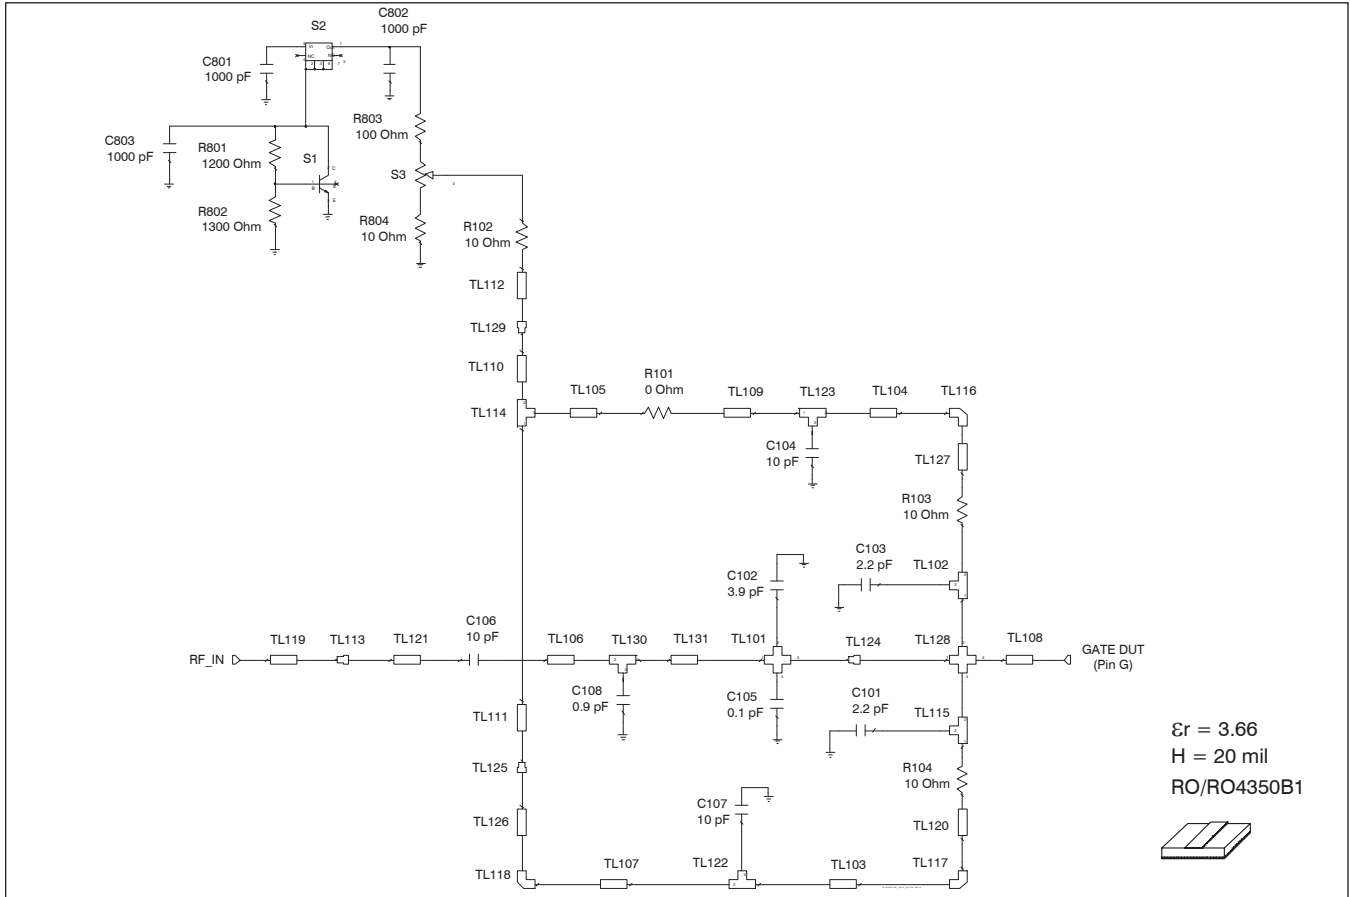 C802
1000 pF
S2
In
Out
NC
C801
1000 pF
R803
100 Ohm
C803
1000 pF
R801
1200 Ohm
S1
C
B
E
S3
R802
1300 Ohm
R804
10 Ohm
R102
10 Ohm
TL112
TL129
TL110
R101
0 Ohm
TL105
TL109
TL123
TL104
TL116
TL114
C104
10 pF
TL127
R103
10 Ohm
C103
2.2 pF
TL102
C102
3.9 pF
C106
10 pF
TL119
TL113
TL121
TL106
TL130
TL131
TL101
TL124
TL128
TL108
RF_IN
GATE DUT
(Pin G)
C108
0.9 pF
C105
0.1 pF
C101
2.2 pF
TL115
TL111
εr = 3.66
H = 20 mil
RO/RO4350B1
TL125
R104
10 Ohm
C107
10 pF
TL126
TL120
TL118
TL107
TL122
TL103
TL117